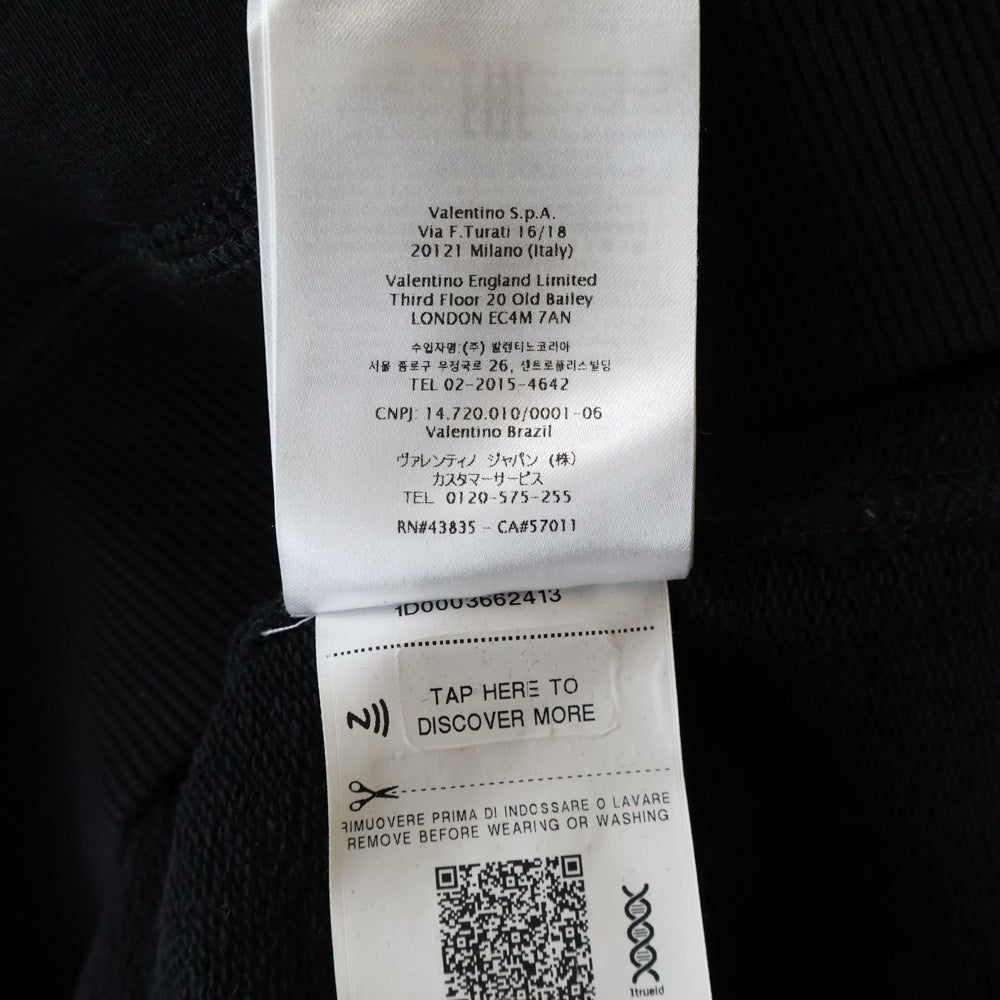 Valentino S.p.A.
Via F.Turati 16/18
20121 Milano (Italy)
Valentino England Limited
Third Floor 20 Old Bailey
LONDON EC4M 7AN
수입자명:(주) 발렌티노코리아
서울 종로구 우정국로 26, 센트로폴리스빌딩
TEL 02-2015-4642
CNPJ: 14.720.010/0001-06
Valentino Brazil
ヴァレンティノ ジャパン (株)
カスタマーサービス
TEL 0120-575-255
RN#43835 - CA#57011
1D0003662413
TAP HERE TO
DISCOVER MORE
RIMUOVERE PRIMA DI INDOSSARE O LAVARE
REMOVE BEFORE WEARING OR WASHING
1trueid